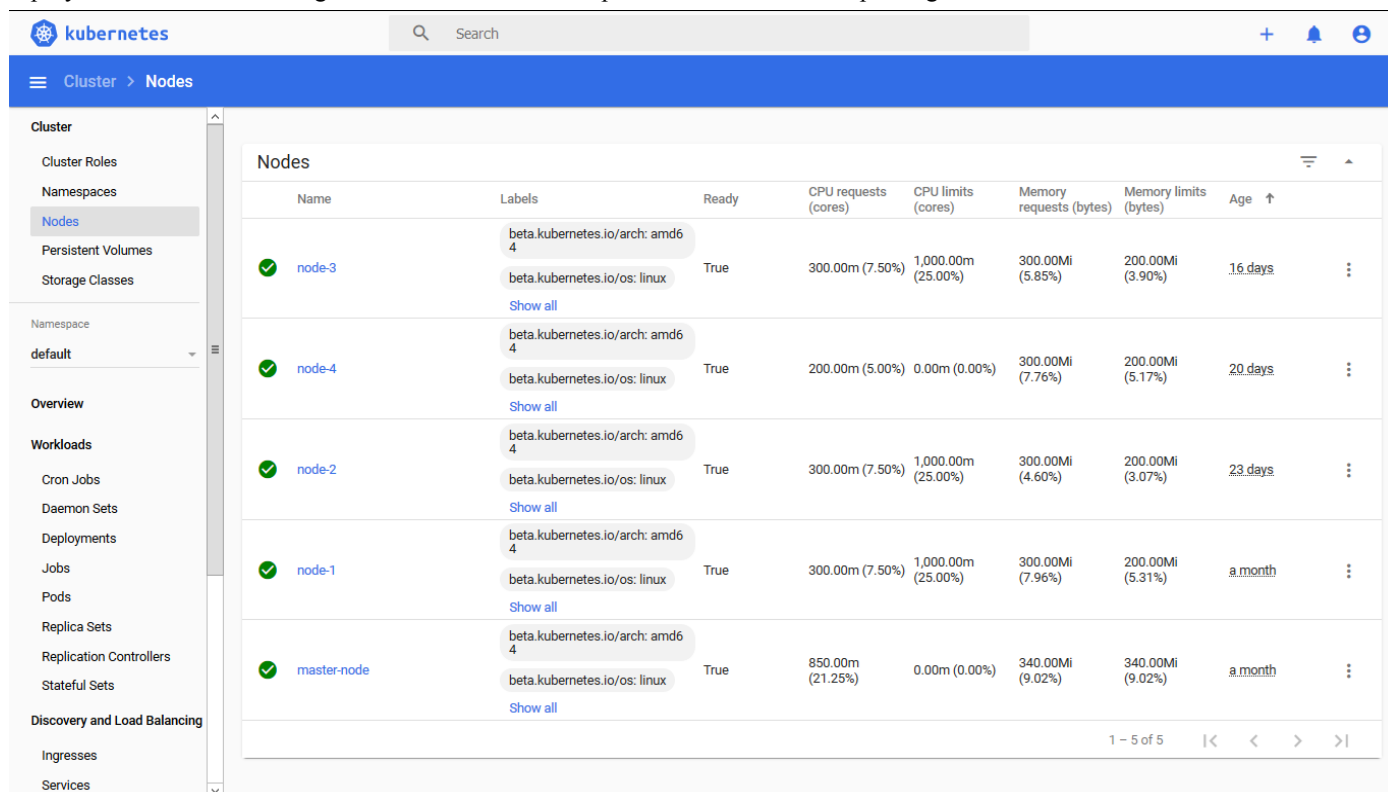 kubernetes
Search
Cluster > Nodes
Cluster
Cluster Roles
Namespaces
Nodes
Persistent Volumes
Storage Classes
Namespace
default
Overview
Workloads
Cron Jobs
Daemon Sets
Deployments
Jobs
Pods
Replica Sets
Replication Controllers
Stateful Sets
Discovery and Load Balancing
Ingresses
Services
Nodes
Name Labels Ready CPU requests (cores) CPU limits (cores) Memory requests (bytes) Memory limits (bytes) Age
beta.kubernetes.io/arch: amd6
4
node-3 beta.kubernetes.io/os: linux True 300.00m (7.50%) 1,000.00m (25.00%) 300.00Mi (5.85%) 200.00Mi (3.90%) 16 days
Show all
beta.kubernetes.io/arch: amd6
4
node-4 beta.kubernetes.io/os: linux True 200.00m (5.00%) 0.00m (0.00%) 300.00Mi (7.76%) 200.00Mi (5.17%) 20 days
Show all
beta.kubernetes.io/arch: amd6
4
node-2 beta.kubernetes.io/os: linux True 300.00m (7.50%) 1,000.00m (25.00%) 300.00Mi (4.60%) 200.00Mi (3.07%) 23 days
Show all
beta.kubernetes.io/arch: amd6
4
node-1 beta.kubernetes.io/os: linux True 300.00m (7.50%) 1,000.00m (25.00%) 300.00Mi (7.96%) 200.00Mi (5.31%) a month
Show all
beta.kubernetes.io/arch: amd6
4
master-node beta.kubernetes.io/os: linux True 850.00m (21.25%) 0.00m (0.00%) 340.00Mi (9.02%) 340.00Mi (9.02%) a month
Show all
1 – 5 of 5